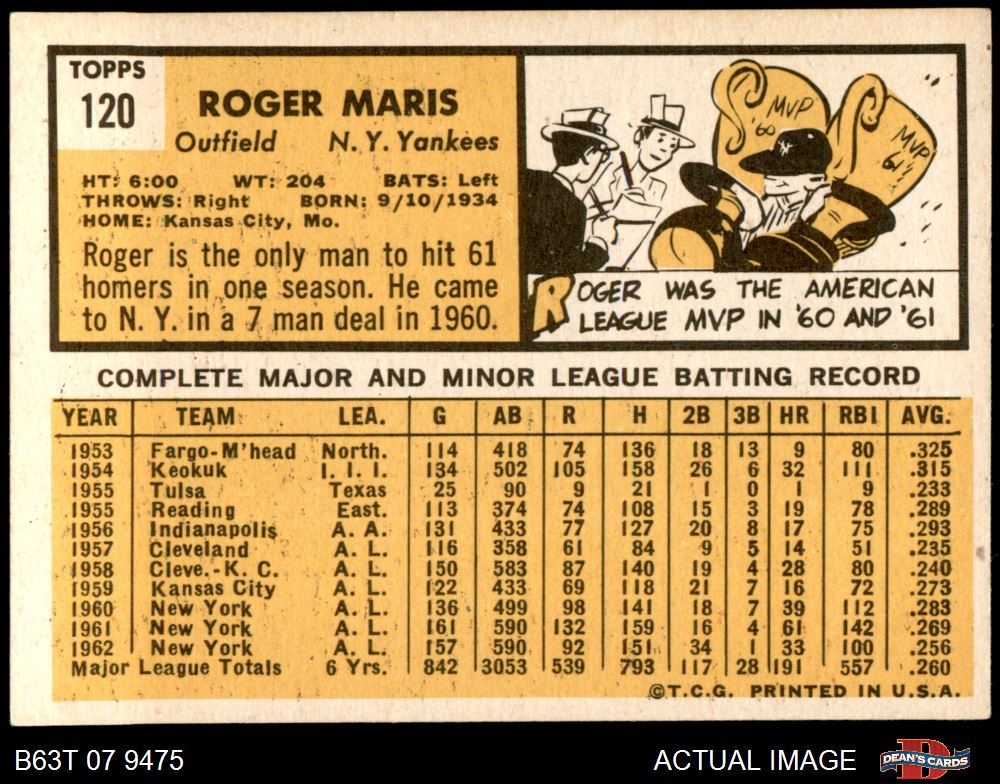 TOPPS
120
ROGER MARIS
Outfield N. Y. Yankees
HT: 6:00 WT: 204 BATS: Left
THROWS: Right BORN: 9/10/1934
HOME: Kansas City, Mo.
Roger is the only man to hit 61
homers in one season. He came
to N. Y. in a 7 man deal in 1960.
MVP
'60
MVP
'61
NY
ROGER WAS THE AMERICAN
LEAGUE MVP IN '60 AND '61
COMPLETE MAJOR AND MINOR LEAGUE BATTING RECORD
YEAR TEAM LEA. G AB R H 2B 3B HR RBI AVG.
1953 Fargo-M'head North. 114 418 74 136 18 13 9 80 .325
1954 Keokuk I. I. I. 134 502 105 158 26 6 32 111 .315
1955 Tulsa Texas 25 90 9 21 1 0 1 9 .233
1955 Reading East. 113 374 74 108 15 3 19 78 .289
1956 Indianapolis A. A. 131 433 77 127 20 8 17 75 .293
1957 Cleveland A. L. 116 358 61 84 9 5 14 51 .235
1958 Cleve.-K. C. A. L. 150 583 87 140 19 4 28 80 .240
1959 Kansas City A. L. 122 433 69 118 21 7 16 72 .273
1960 New York A. L. 136 499 98 141 18 7 39 112 .283
1961 New York A. L. 161 590 132 159 16 4 61 142 .269
1962 New York A. L. 157 590 92 151 34 1 33 100 .256
Major League Totals 6 Yrs. 842 3053 539 793 117 28 191 557 .260
©T.C.G. PRINTED IN U.S.A.
B63T 07 9475 ACTUAL IMAGE DEAN'S CARDS